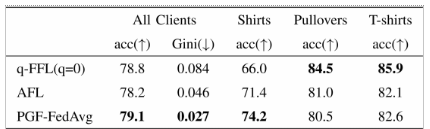 All Clients Shirts Pullovers T-shirts
acc(↑) Gini(↓) acc(↑) acc(↑) acc(↑)
q-FFL(q=0) 78.8 0.084 66.0 84.5 85.9
AFL 78.2 0.046 71.4 81.0 82.1
PGF-FedAvg 79.1 0.027 74.2 80.5 82.6